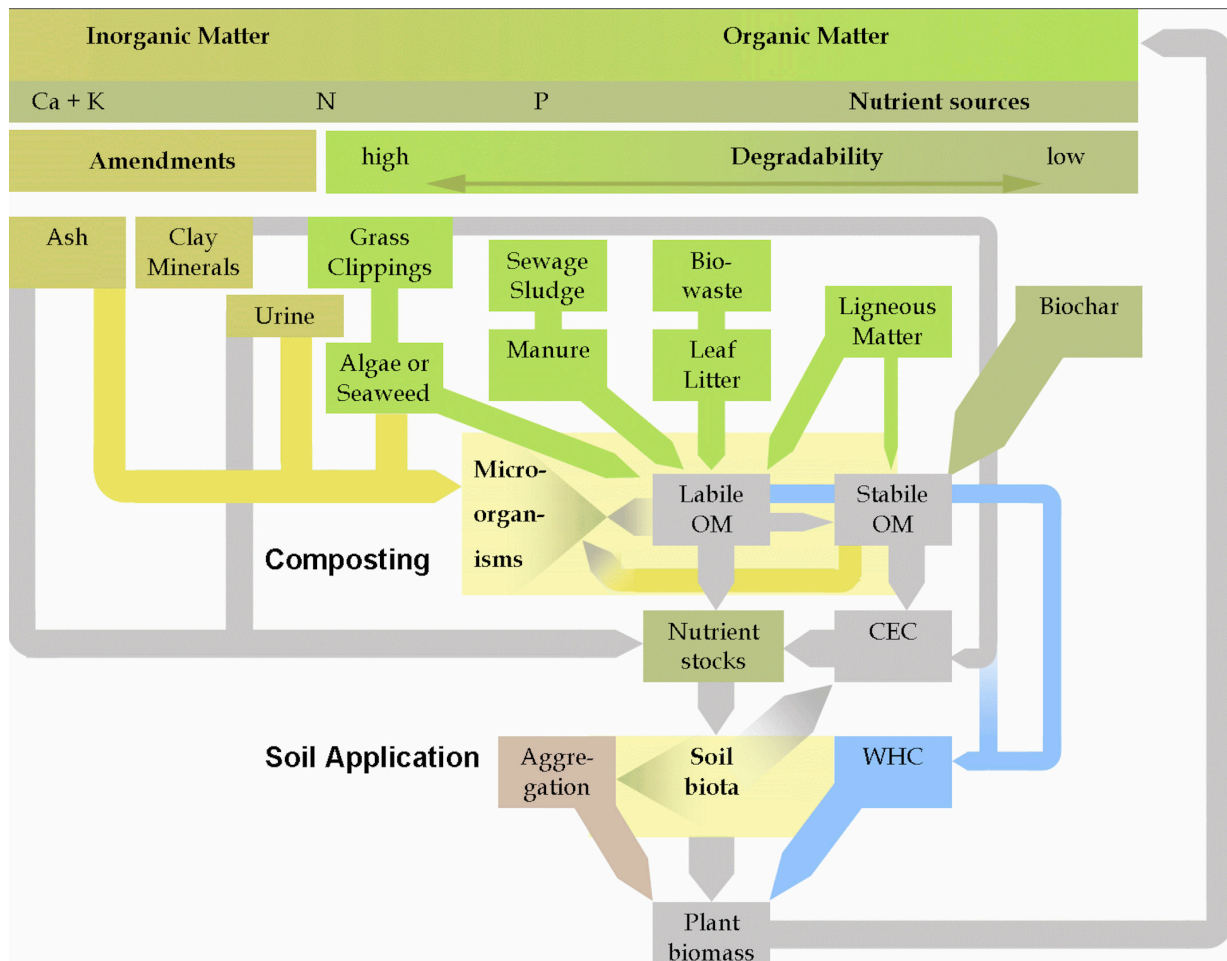 Inorganic Matter
Organic Matter
Ca + K
N
P
Nutrient sources
Amendments
high
Degradability
low
Ash
Clay
Minerals
Grass
Clippings
Sewage
Sludge
Bio-
waste
Ligneous
Matter
Biochar
Urine
Algae or
Seaweed
Manure
Leaf
Litter
Micro-
organ-
isms
Labile
OM
Stabile
OM
Composting
Nutrient
stocks
CEC
Soil Application
Aggre-
gation
Soil
biota
WHC
Plant
biomass